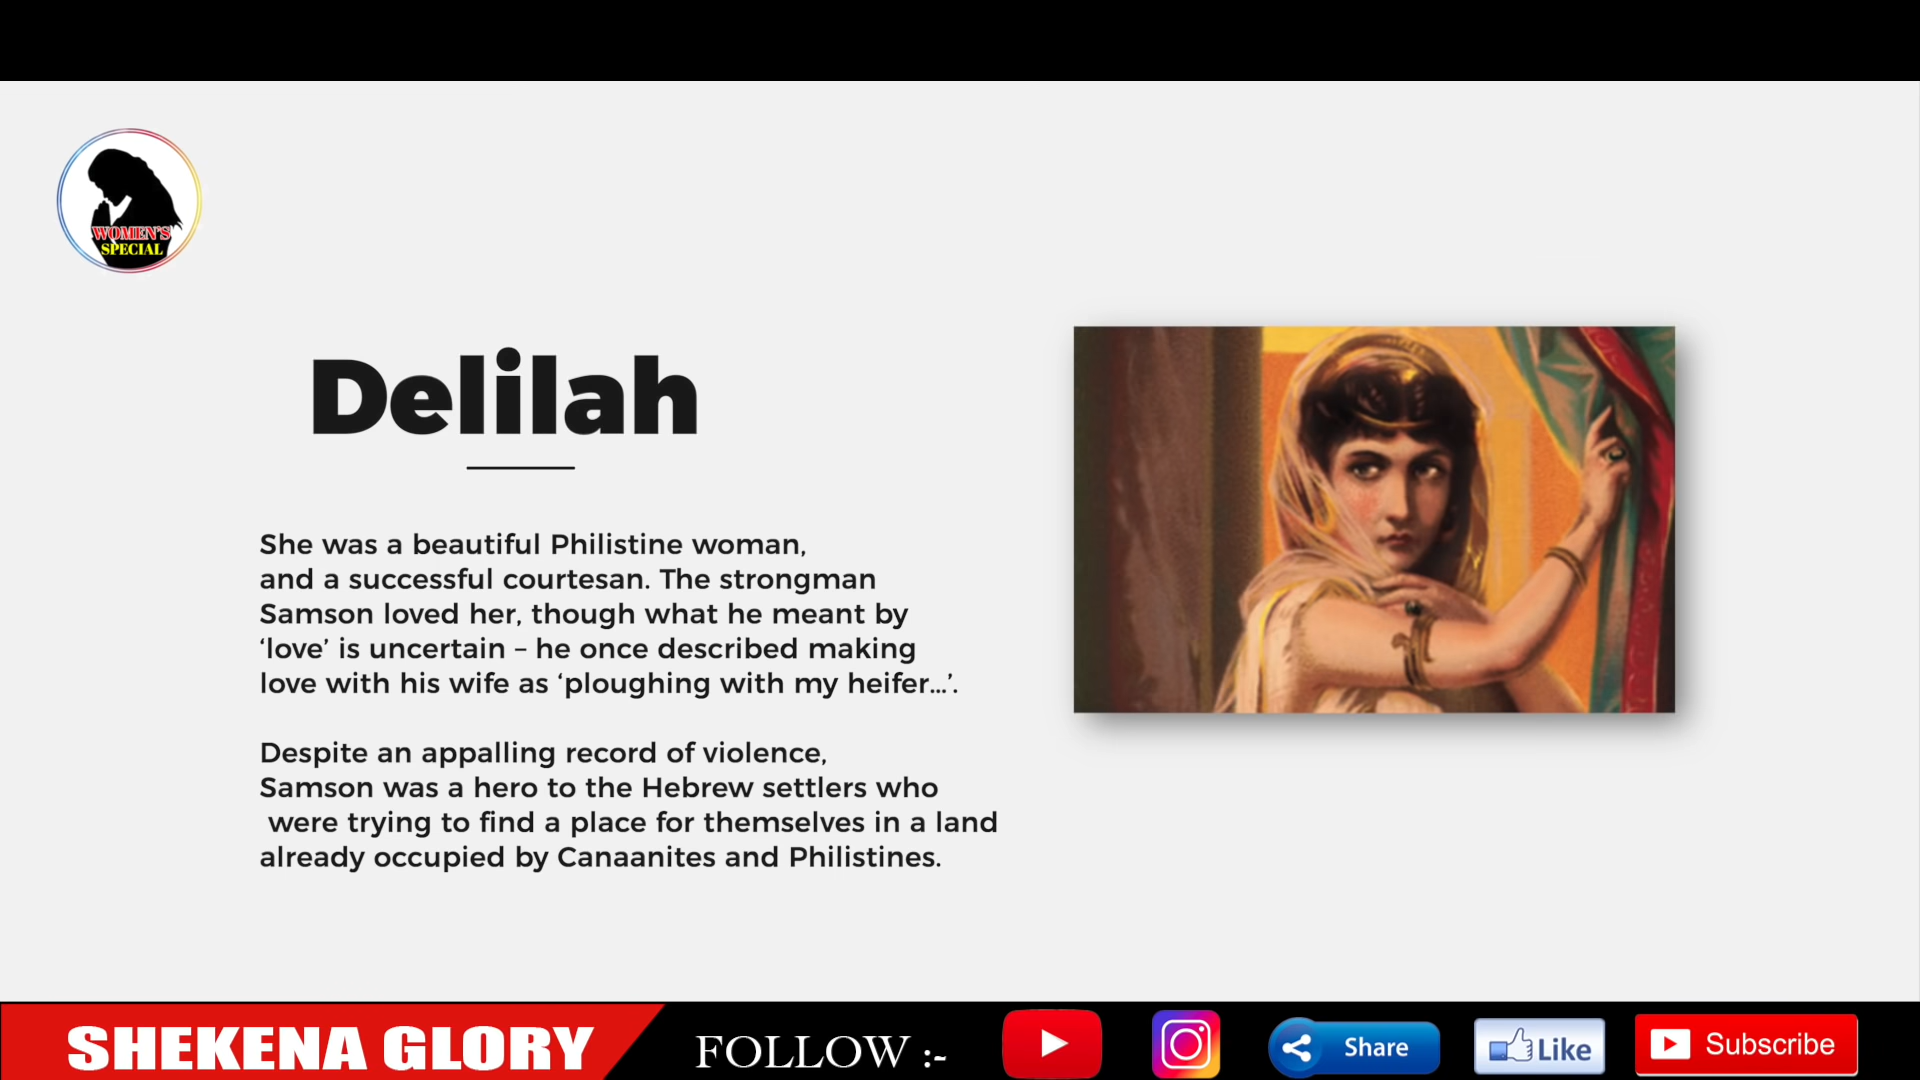 WOMEN'S
SPECIAL
Delilah
She was a beautiful Philistine woman,
and a successful courtesan. The strongman
Samson loved her, though what he meant by
‘love’ is uncertain – he once described making
love with his wife as ‘ploughing with my heifer...’.
Despite an appalling record of violence,
Samson was a hero to the Hebrew settlers who
were trying to find a place for themselves in a land
already occupied by Canaanites and Philistines.
SHEKENA GLORY
FOLLOW :-
Share
Like
Subscribe